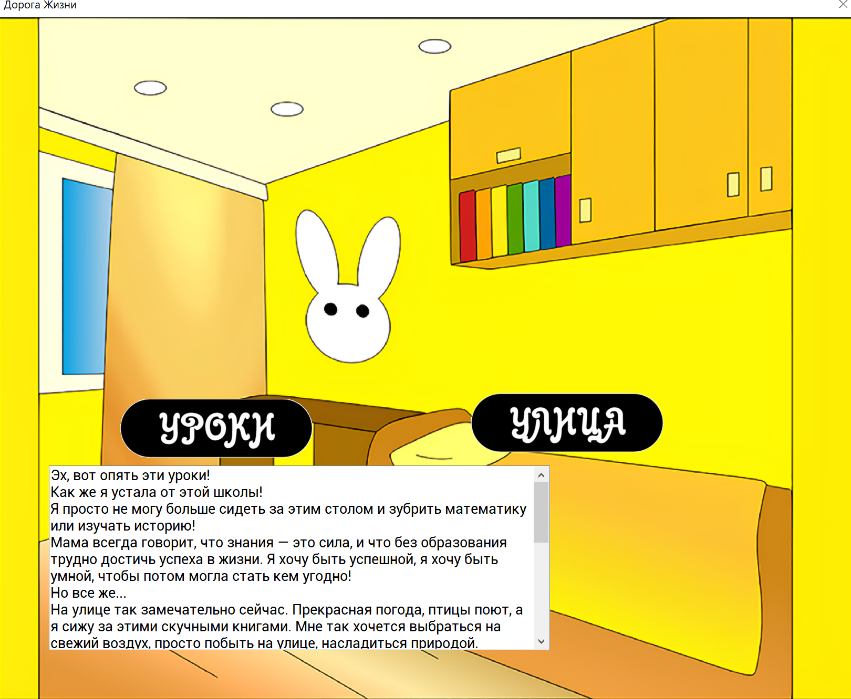 Дорога Жизни
УРОКИ
УЛИЦА
Эх, вот опять эти уроки!
Как же я устала от этой школы!
Я просто не могу больше сидеть за этим столом и зубрить математику
или изучать историю!
Мама всегда говорит, что знания — это сила, и что без образования
трудно достичь успеха в жизни. Я хочу быть успешной, я хочу быть
умной, чтобы потом могла стать кем угодно!
Но все же...
На улице так замечательно сейчас. Прекрасная погода, птицы поют, а
я сижу за этими скучными книгами. Мне так хочется выбраться на
свежий воздух, просто побыть на улице, насладиться природой.